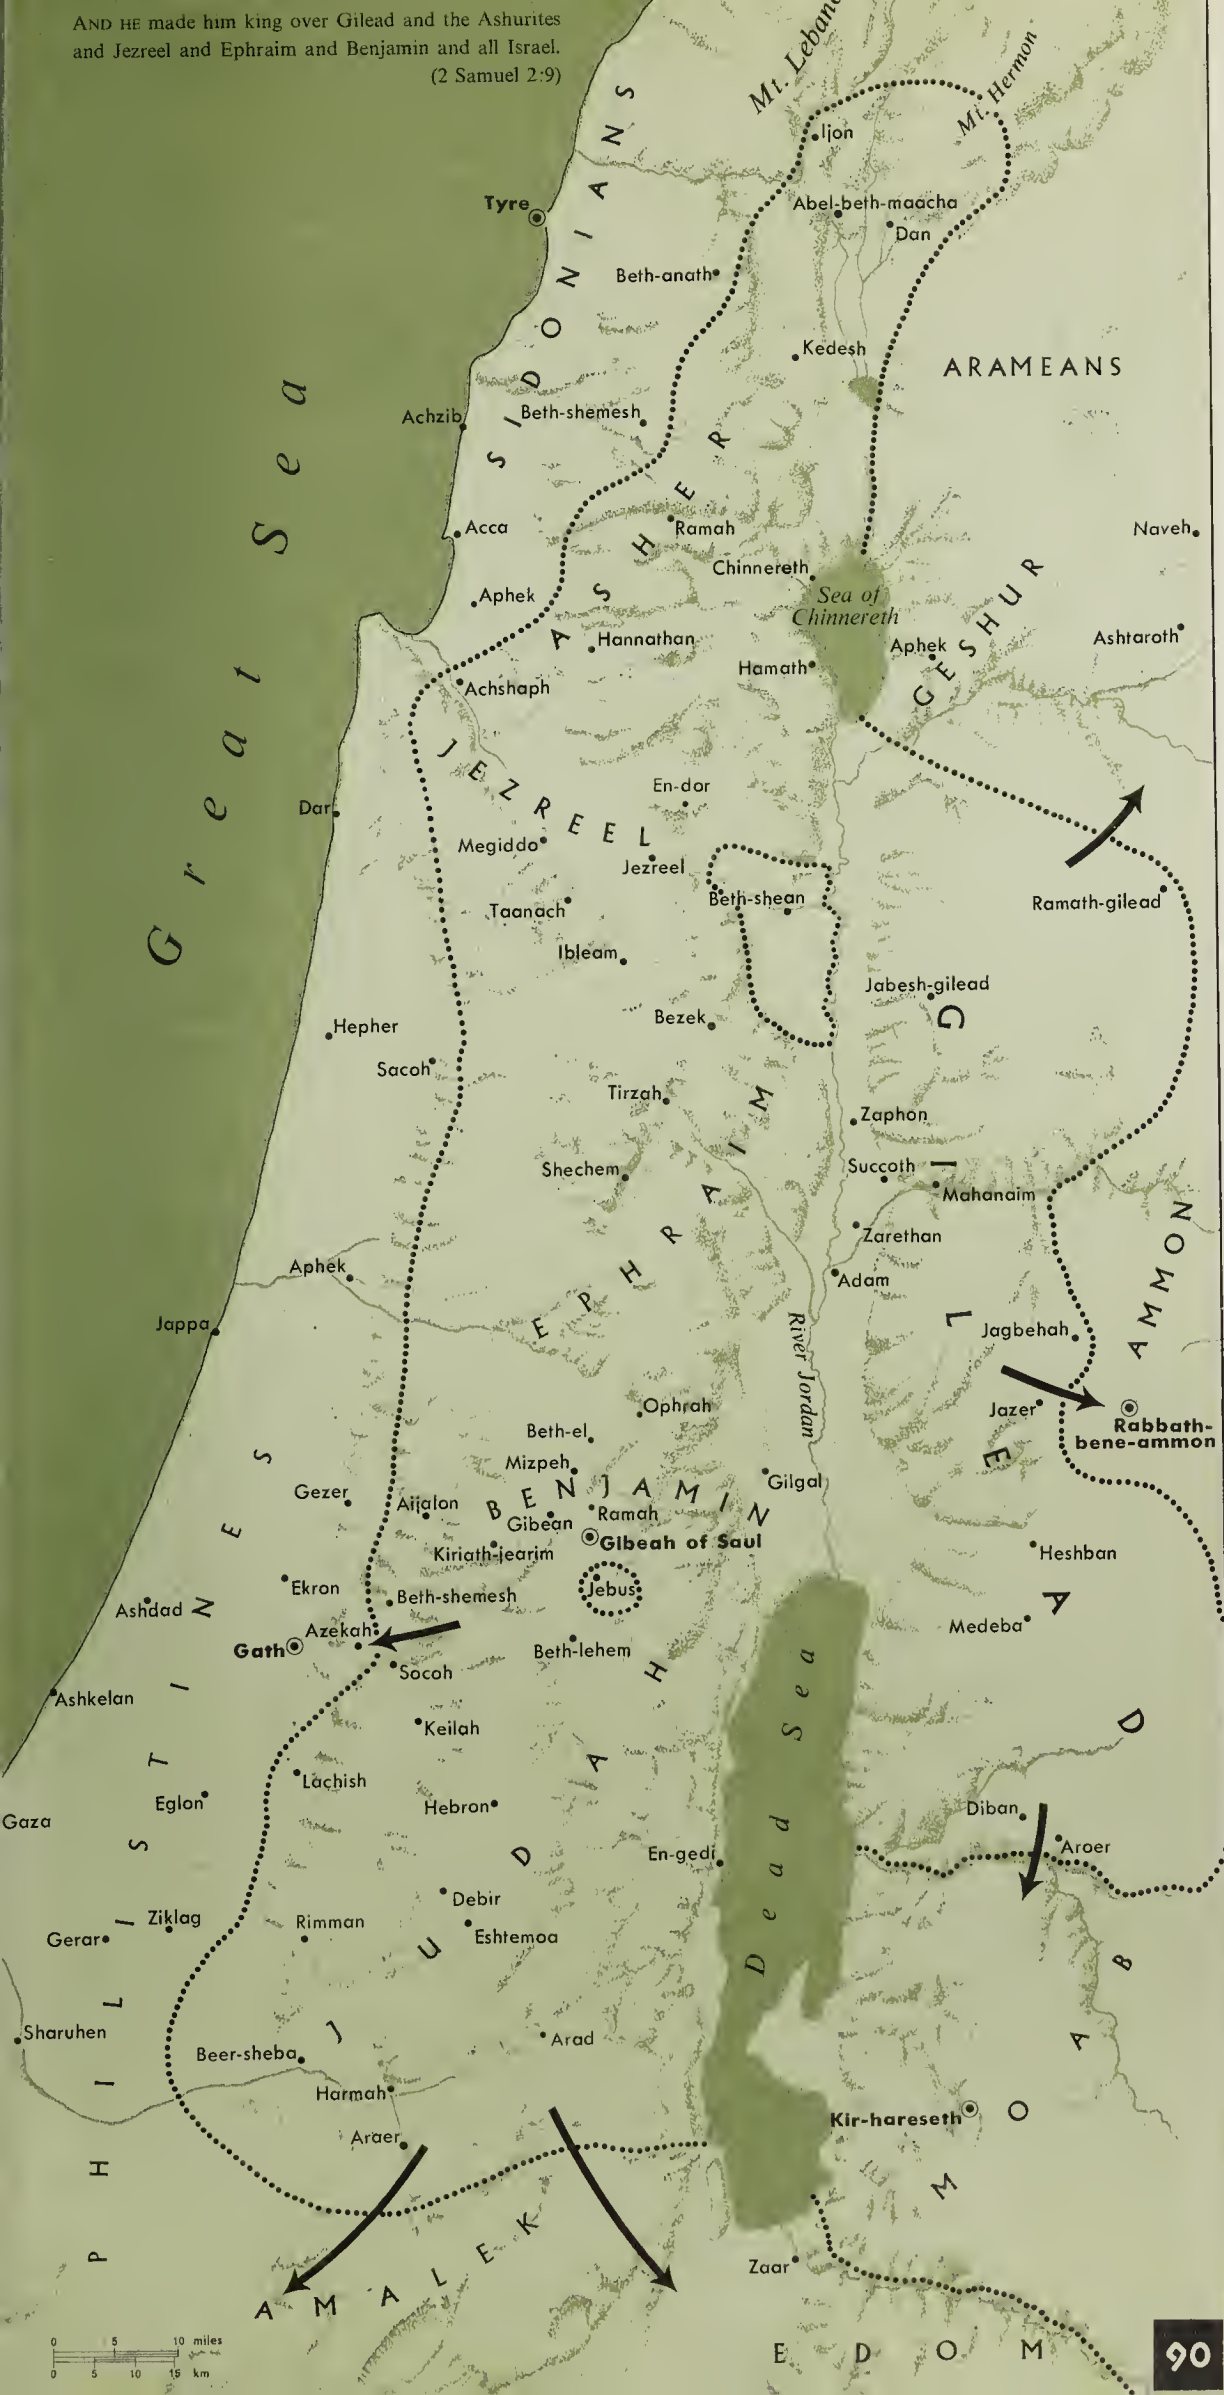 AND HE made him king over Gilead and the Ashurites
and Jezreel and Ephraim and Benjamin and all Israel.
(2 Samuel 2:9)
Mt. Lebano
Mt. Hermon
Ijon
SIDONIANS
Tyre
Abel-beth-maacha
Dan
Beth-anath
Kedesh
ARAMEANS
Great Sea
Achzib
Beth-shemesh
ASHER
Acca
Ramah
Naveh
Chinnereth
Sea of
Chinnereth
GESHUR
Aphek
Hannathan
Aphek
Ashtaroth
Hamath
Achshaph
JEZREEL
En-dor
Dar
Megiddo
Jezreel
Beth-shean
Ramath-gilead
Taanach
Ibleam
Jabesh-gilead
GILEAD
Bezek
Hepher
Sacoh
Tirzah
EPHRAIM
Zaphon
Shechem
Succoth
Mahanaim
Zarethan
AMMON
Aphek
Adam
Jappa
River Jordan
Jagbehah
Ophrah
Jazer
Rabbath-
bene-ammon
Beth-el
Mizpeh
BENJAMIN
Gilgal
Gezer
Aijalon
Gibean
Ramah
Gibeah of Saul
Kiriath-jearim
Heshban
PHILISTINES
Ekron
Jebus
Ashdad
Beth-shemesh
Azekah
Medeba
Gath
Beth-lehem
Socoh
JUDAH
Dead Sea
Ashkelan
Keilah
Lachish
Eglon
Hebron
Diban
Gaza
En-gedi
Aroer
Debir
Ziklag
Rimman
Eshtemoa
Gerar
MOAB
Sharuhen
Arad
Beer-sheba
Harmah
Kir-hareseth
Araer
AMALEK
Zaar
EDOM
0 5 10 miles
0 5 10 15 km
90